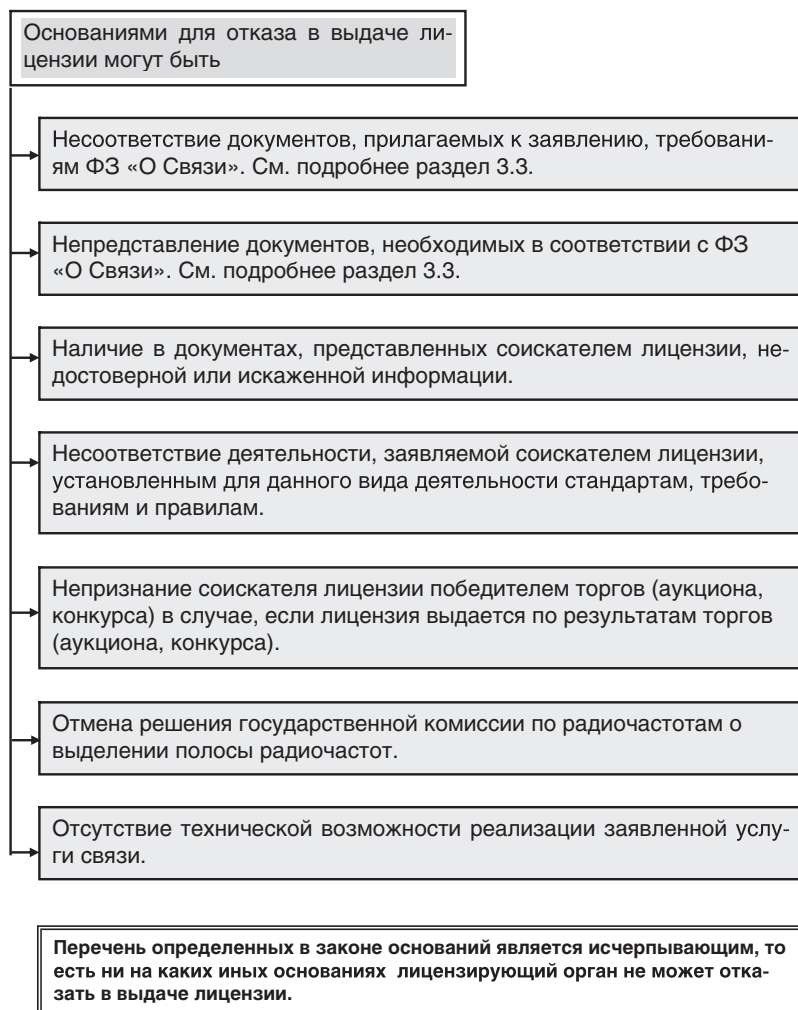 Основаниями для отказа в выдаче ли-
цензии могут быть
Несоответствие документов, прилагаемых к заявлению, требовани-
ям ФЗ «О Связи». См. подробнее раздел 3.3.
Непредставление документов, необходимых в соответствии с ФЗ
«О Связи». См. подробнее раздел 3.3.
Наличие в документах, представленных соискателем лицензии, не-
достоверной или искаженной информации.
Несоответствие деятельности, заявляемой соискателем лицензии,
установленным для данного вида деятельности стандартам, требо-
ваниям и правилам.
Непризнание соискателя лицензии победителем торгов (аукциона,
конкурса) в случае, если лицензия выдается по результатам торгов
(аукциона, конкурса).
Отмена решения государственной комиссии по радиочастотам о
выделении полосы радиочастот.
Отсутствие технической возможности реализации заявленной услу-
ги связи.
Перечень определенных в законе оснований является исчерпывающим, то
есть ни на каких иных основаниях лицензирующий орган не может отка-
зать в выдаче лицензии.